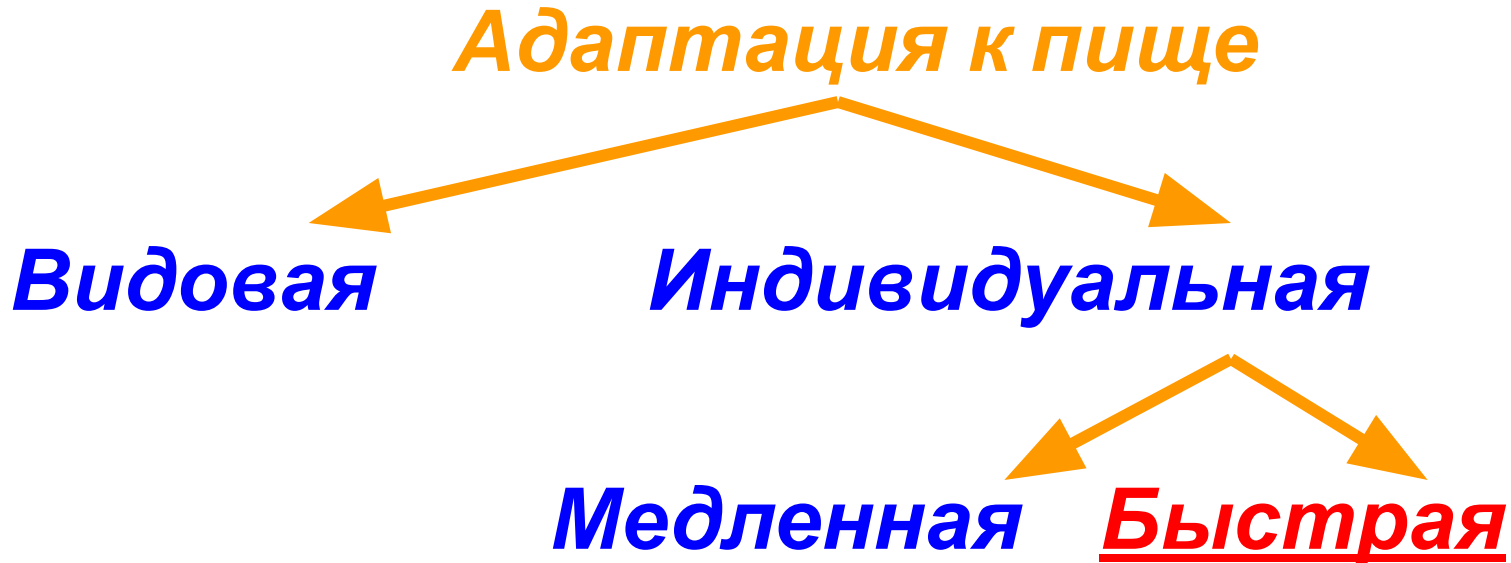 Адаптация к пище
Видовая Индивидуальная
Медленная Быстрая